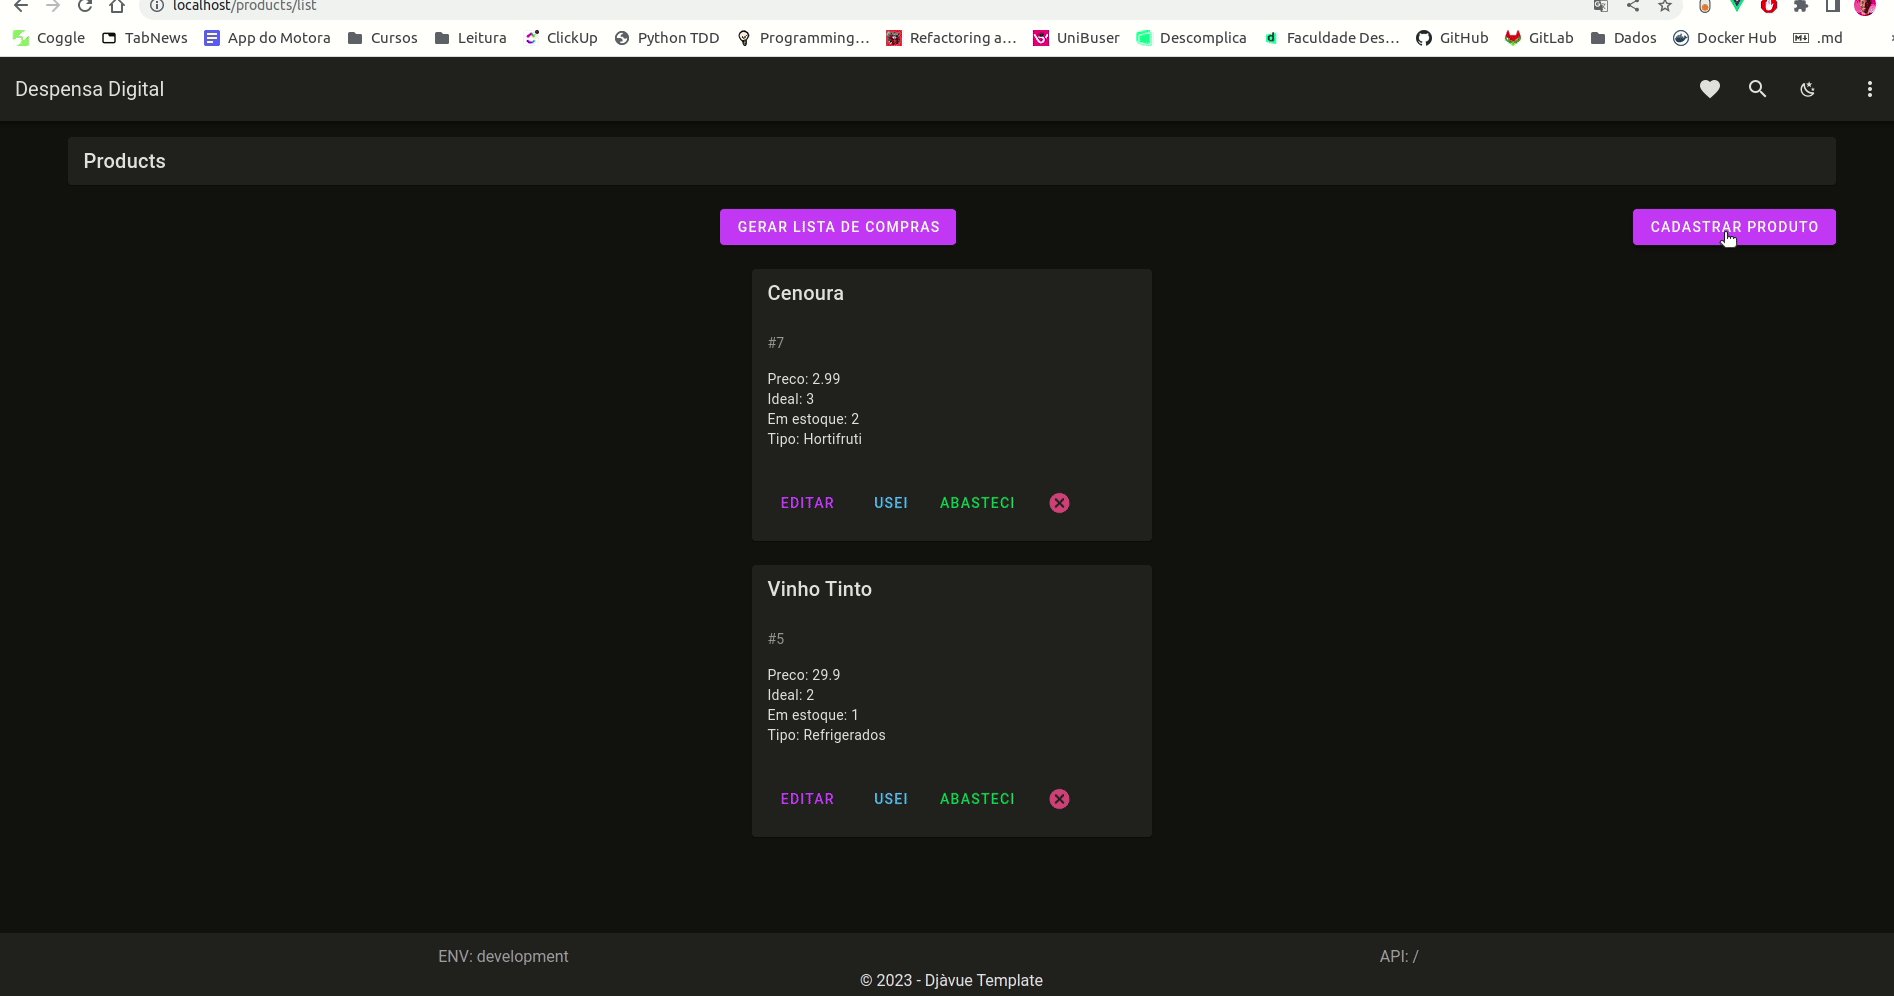 localhost/products/list
Coggle TabNews App do Motora Cursos Leitura ClickUp Python TDD Programming... Refactoring a... UniBuser Descomplica Faculdade Des... GitHub GitLab Dados Docker Hub .md
Despensa Digital
Products
GERAR LISTA DE COMPRAS CADASTRAR PRODUTO
Cenoura
#7
Preco: 2.99
Ideal: 3
Em estoque: 2
Tipo: Hortifruti
EDITAR USEI ABASTECI
Vinho Tinto
#5
Preco: 29.9
Ideal: 2
Em estoque: 1
Tipo: Refrigerados
EDITAR USEI ABASTECI
ENV: development API: /
© 2023 - Djàvue Template